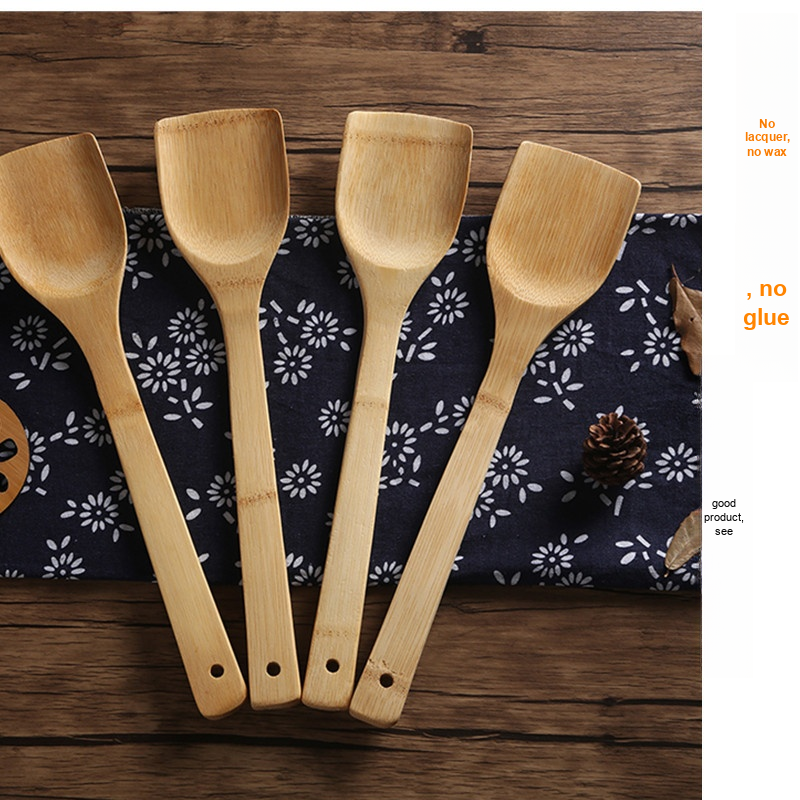 No
lacquer,
no wax
, no
glue
good
product,
see